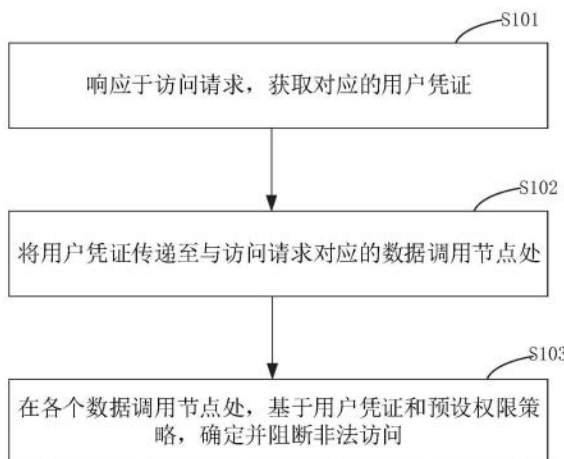 S101
响应于访问请求，获取对应的用户凭证
S102
将用户凭证传递至与访问请求对应的数据调用节点处
S103
在各个数据调用节点处，基于用户凭证和预设权限策
略，确定并阻断非法访问